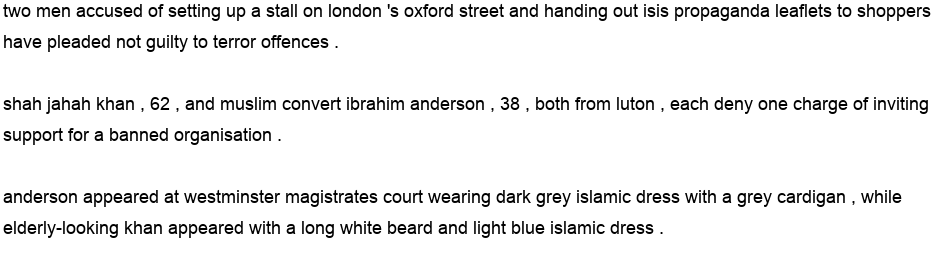 two men accused of setting up a stall on london 's oxford street and handing out isis propaganda leaflets to shoppers
have pleaded not guilty to terror offences .
shah jahah khan , 62 , and muslim convert ibrahim anderson , 38 , both from luton , each deny one charge of inviting
support for a banned organisation .
anderson appeared at westminster magistrates court wearing dark grey islamic dress with a grey cardigan , while
elderly-looking khan appeared with a long white beard and light blue islamic dress .